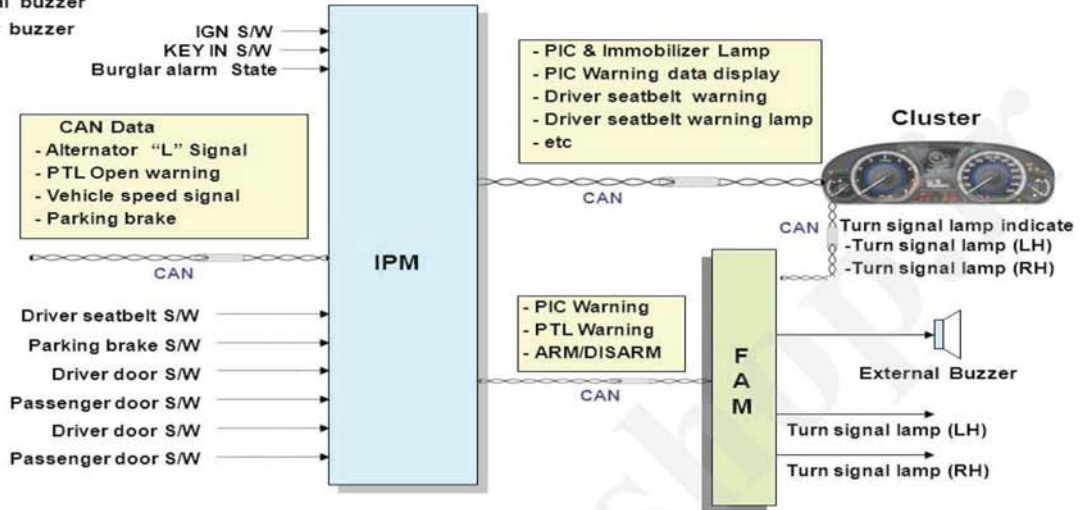 buzzer
buzzer
IGN S/W
KEY IN S/W
Burglar alarm State
CAN Data
- Alternator "L" Signal
- PTL Open warning
- Vehicle speed signal
- Parking brake
CAN
Driver seatbelt S/W
Parking brake S/W
Driver door S/W
Passenger door S/W
Driver door S/W
Passenger door S/W
IPM
- PIC & Immobilizer Lamp
- PIC Warning data display
- Driver seatbelt warning
- Driver seatbelt warning lamp
- etc
CAN
Cluster
CAN
Turn signal lamp indicate
-Turn signal lamp (LH)
-Turn signal lamp (RH)
- PIC Warning
- PTL Warning
- ARM/DISARM
CAN
F
A
M
External Buzzer
Turn signal lamp (LH)
Turn signal lamp (RH)